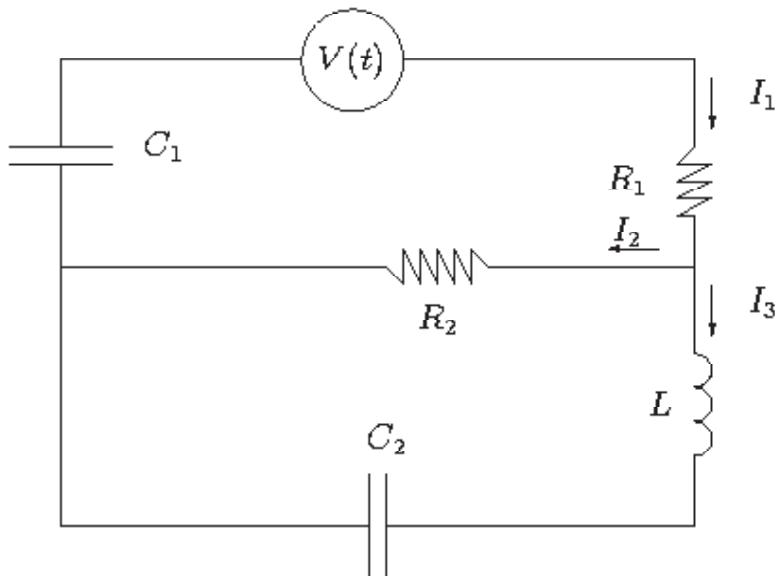 V(t)
I₁
C₁
R₁
I₂
R₂
I₃
L
C₂